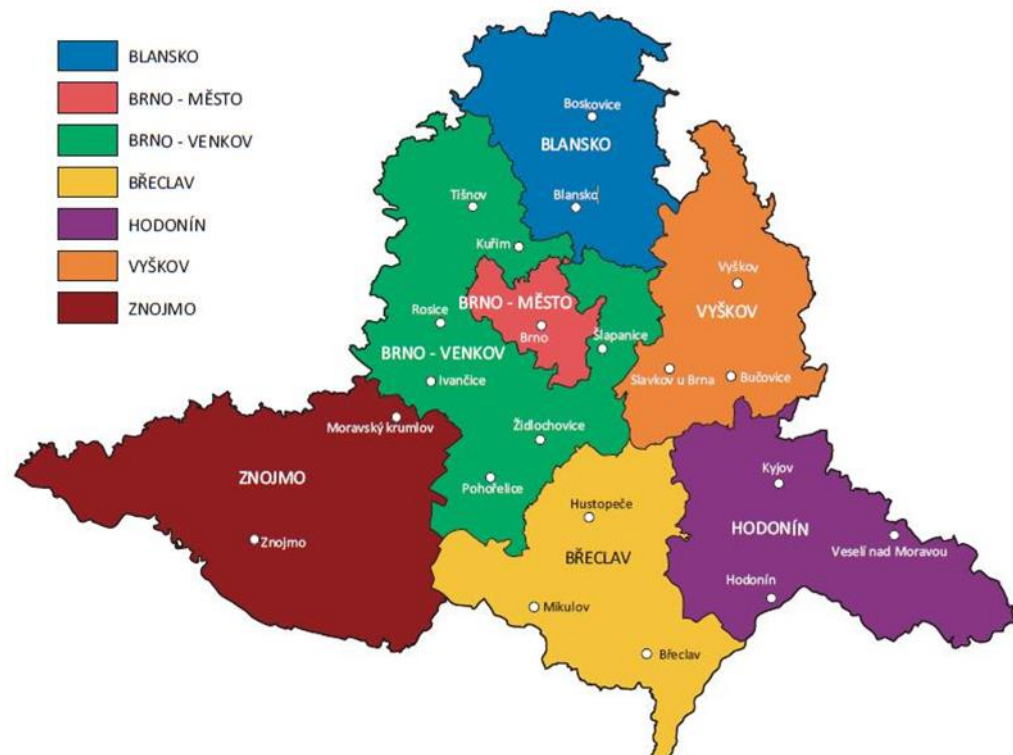 BLANSKO
BRNO - MĚSTO
BRNO - VENKOV
BŘECLAV
HODONÍN
VYŠKOV
ZNOJMO
Boskovice
BLANSKO
Blansko
Tišnov
Kuřim
Vyškov
BRNO - MĚSTO
Rosice
VYŠKOV
Brno
Šlapanice
BRNO - VENKOV
Slavkov u Brna
Bučovice
Ivančice
Moravský krumlov
Židlochovice
ZNOJMO
Kyjov
Pohořelice
Hustopeče
HODONÍN
Znojmo
Veselí nad Moravou
BŘECLAV
Hodonín
Mikulov
Břeclav